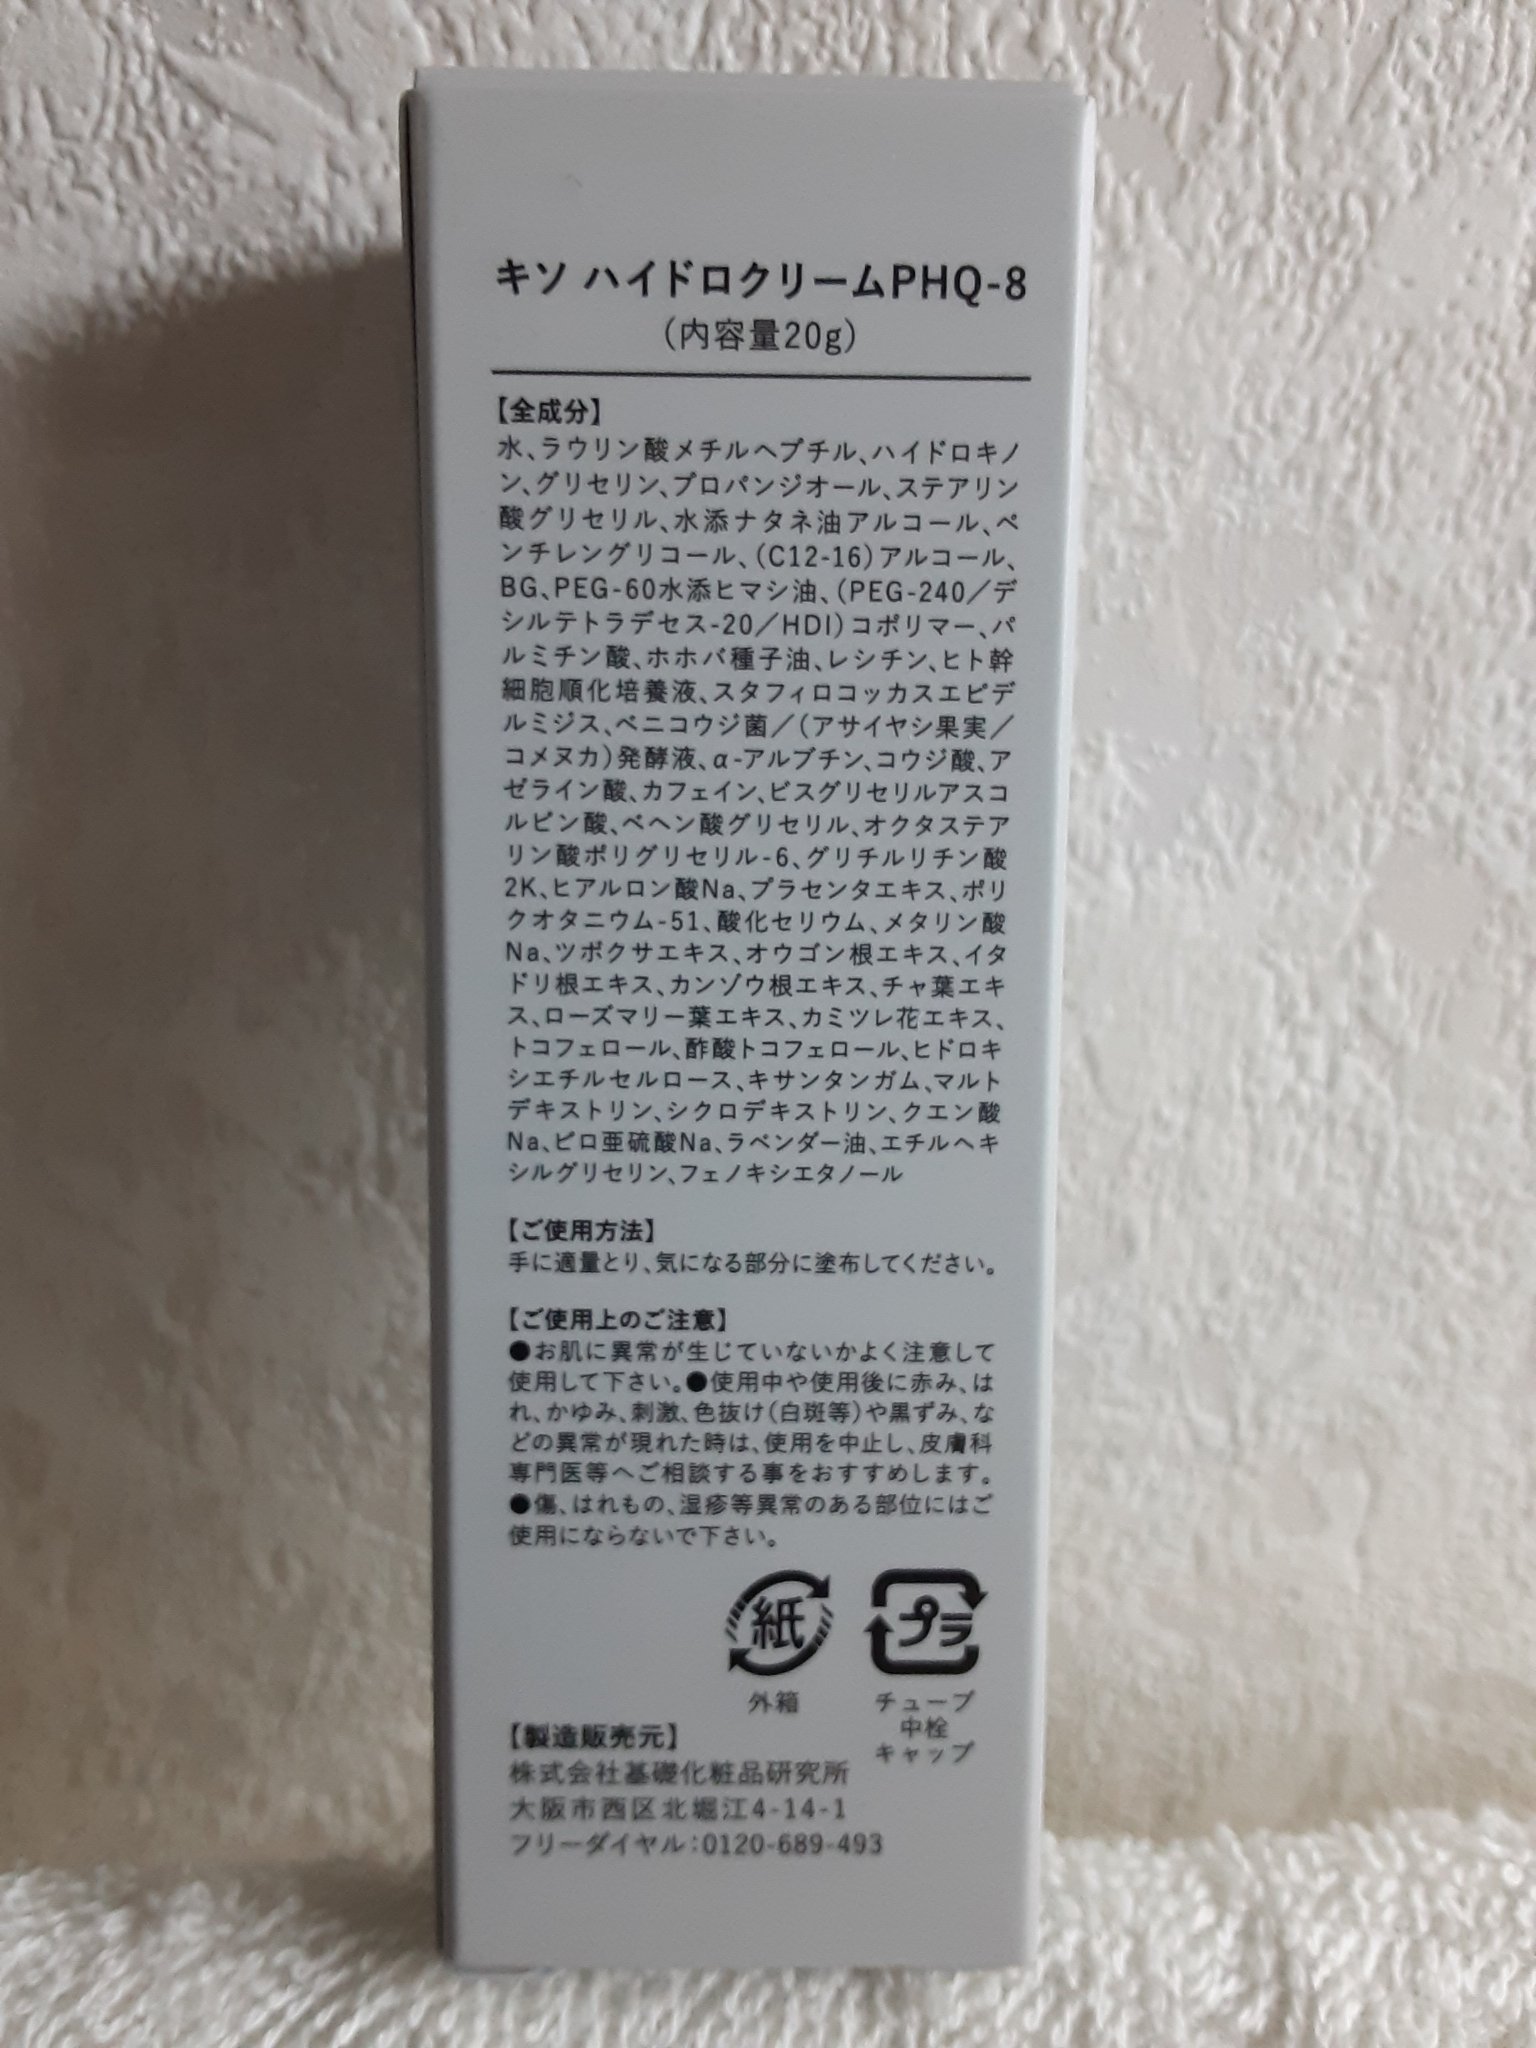 キソ ハイドロクリームPHQ-8
(内容量20g)
【全成分】
水、ラウリン酸メチルヘプチル、ハイドロキノ
ン、グリセリン、プロパンジオール、ステアリン
酸グリセリル、水添ナタネ油アルコール、ペ
ンチレングリコール、(C12-16)アルコール、
BG、PEG-60水添ヒマシ油、(PEG-240／デ
シルテトラデセス-20／HDI)コポリマー、パ
ルミチン酸、ホホバ種子油、レシチン、ヒト幹
細胞順化培養液、スタフィロコッカスエピデ
ルミジス、ベニコウジ菌／(アサイヤシ果実／
コメヌカ)発酵液、α-アルブチン、コウジ酸、ア
ゼライン酸、カフェイン、ビスグリセリルアスコ
ルビン酸、ベヘン酸グリセリル、オクタステア
リン酸ポリグリセリル-6、グリチルリチン酸
2K、ヒアルロン酸Na、プラセンタエキス、ポリ
クオタニウム-51、酸化セリウム、メタリン酸
Na、ツボクサエキス、オウゴン根エキス、イタ
ドリ根エキス、カンゾウ根エキス、チャ葉エキ
ス、ローズマリー葉エキス、カミツレ花エキス、
トコフェロール、酢酸トコフェロール、ヒドロキ
シエチルセルロース、キサンタンガム、マルト
デキストリン、シクロデキストリン、クエン酸
Na、ピロ亜硫酸Na、ラベンダー油、エチルヘキ
シルグリセリン、フェノキシエタノール
【ご使用方法】
手に適量とり、気になる部分に塗布してください。
【ご使用上のご注意】
●お肌に異常が生じていないかよく注意して
使用して下さい。●使用中や使用後に赤み、は
れ、かゆみ、刺激、色抜け(白斑等)や黒ずみ、な
どの異常が現れた時は、使用を中止し、皮膚科
専門医等へご相談する事をおすすめします。
●傷、はれもの、湿疹等異常のある部位にはご
使用にならないで下さい。
紙
外箱
プラ
チューブ
中栓
キャップ
【製造販売元】
株式会社基礎化粧品研究所
大阪市西区北堀江4-14-1
フリーダイヤル：0120-689-493